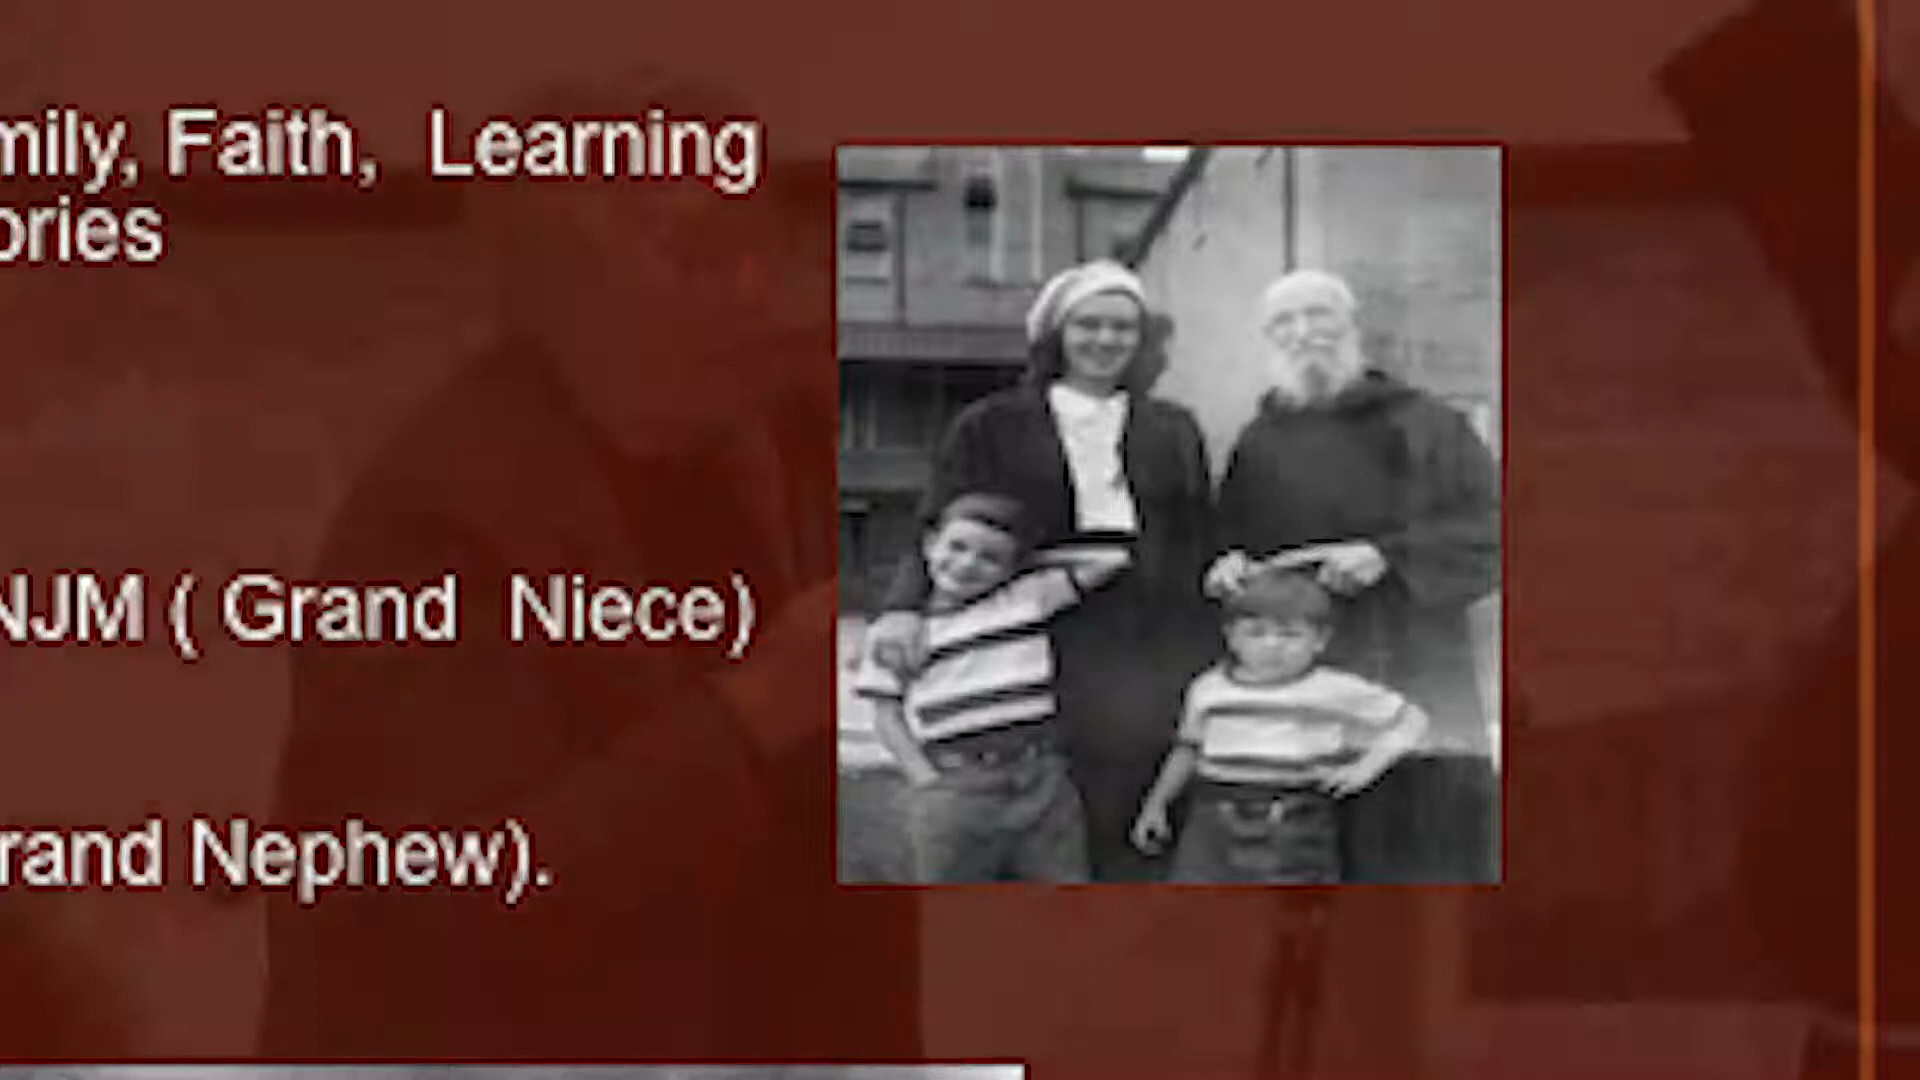 mily, Faith, Learning
ories
NJM ( Grand Niece)
rand Nephew).